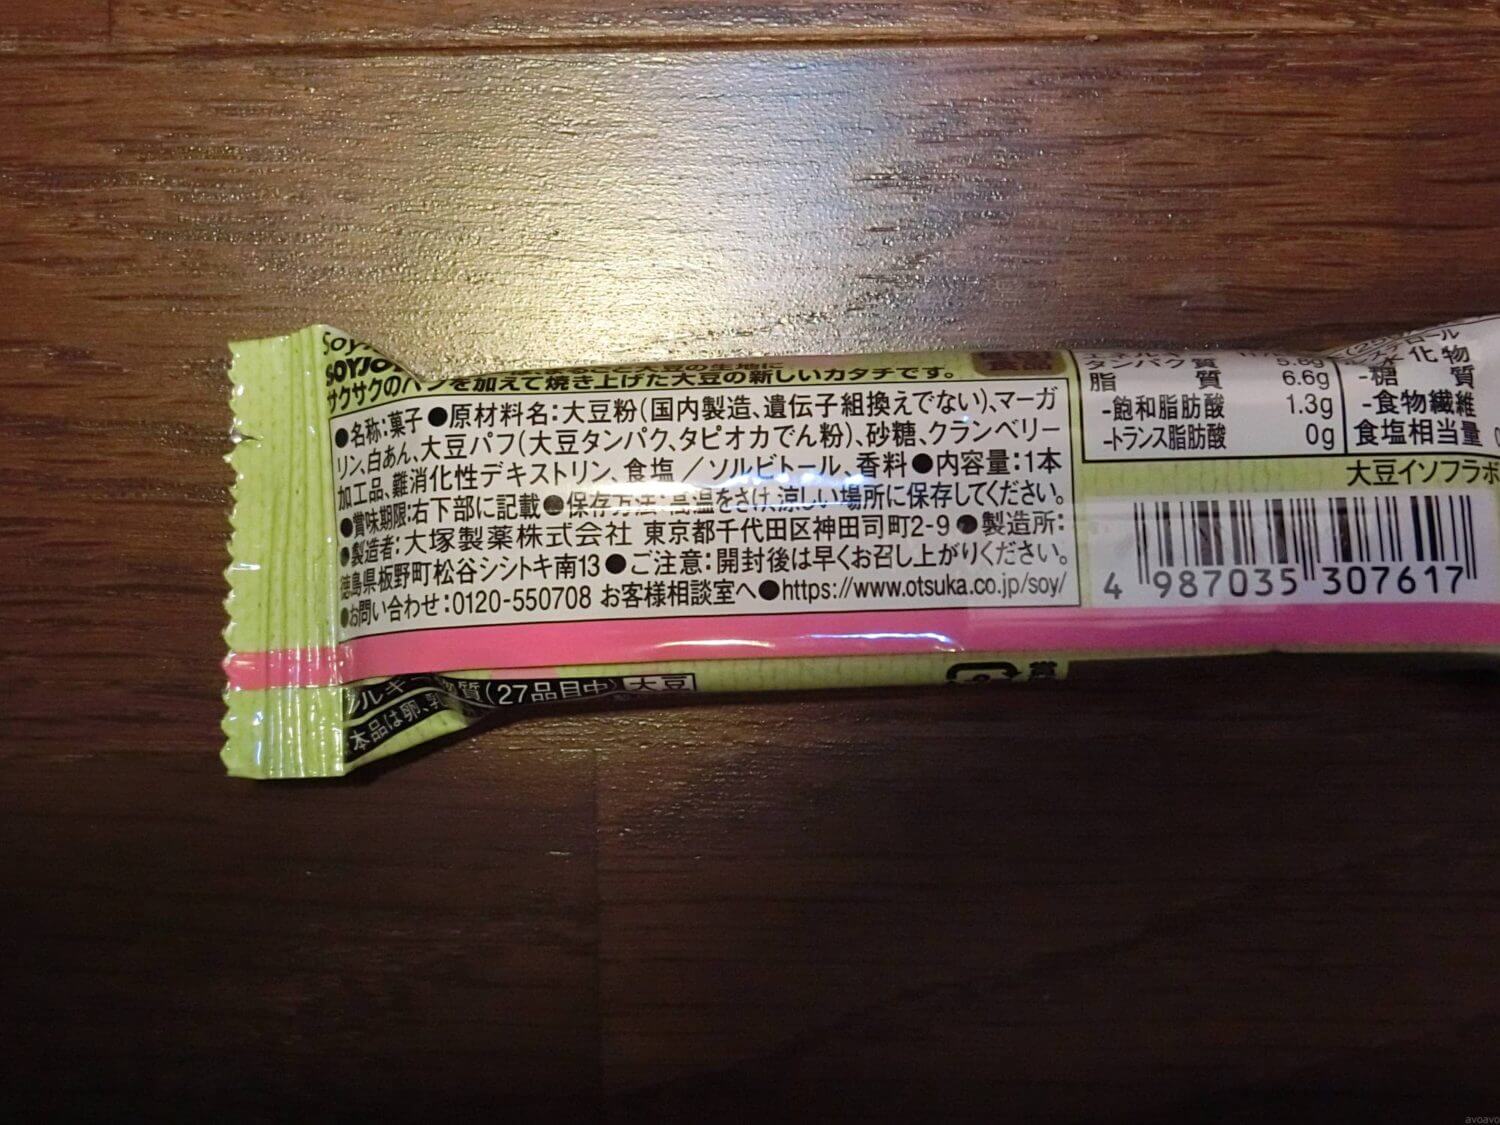 SOYJOY
サクサクのパフを加えて焼き上げた大豆の新しいカタチです。
食品
●名称:菓子●原材料名:大豆粉(国内製造、遺伝子組換えでない)、マーガ
リン、白あん、大豆パフ(大豆タンパク、タピオカでん粉)、砂糖、クランベリー
加工品、難消化性デキストリン、食塩／ソルビトール、香料●内容量:1本
●賞味期限:右下部に記載●保存方法:高温をさけ、涼しい場所に保存してください。
●製造者:大塚製薬株式会社 東京都千代田区神田司町2-9●製造所:
徳島県板野町松谷シシトキ南13●ご注意:開封後は早くお召し上がりください。
●お問い合わせ:0120-550708 お客様相談室へ●https://www.otsuka.co.jp/soy/
タンパク質
脂質 6.6g
-飽和脂肪酸 1.3g
-トランス脂肪酸 0g
炭水化物
-糖質
-食物繊維
食塩相当量
大豆イソフラボ
4 987035 307617
質(27品目中) 大豆
本品は卵、乳
avoavo